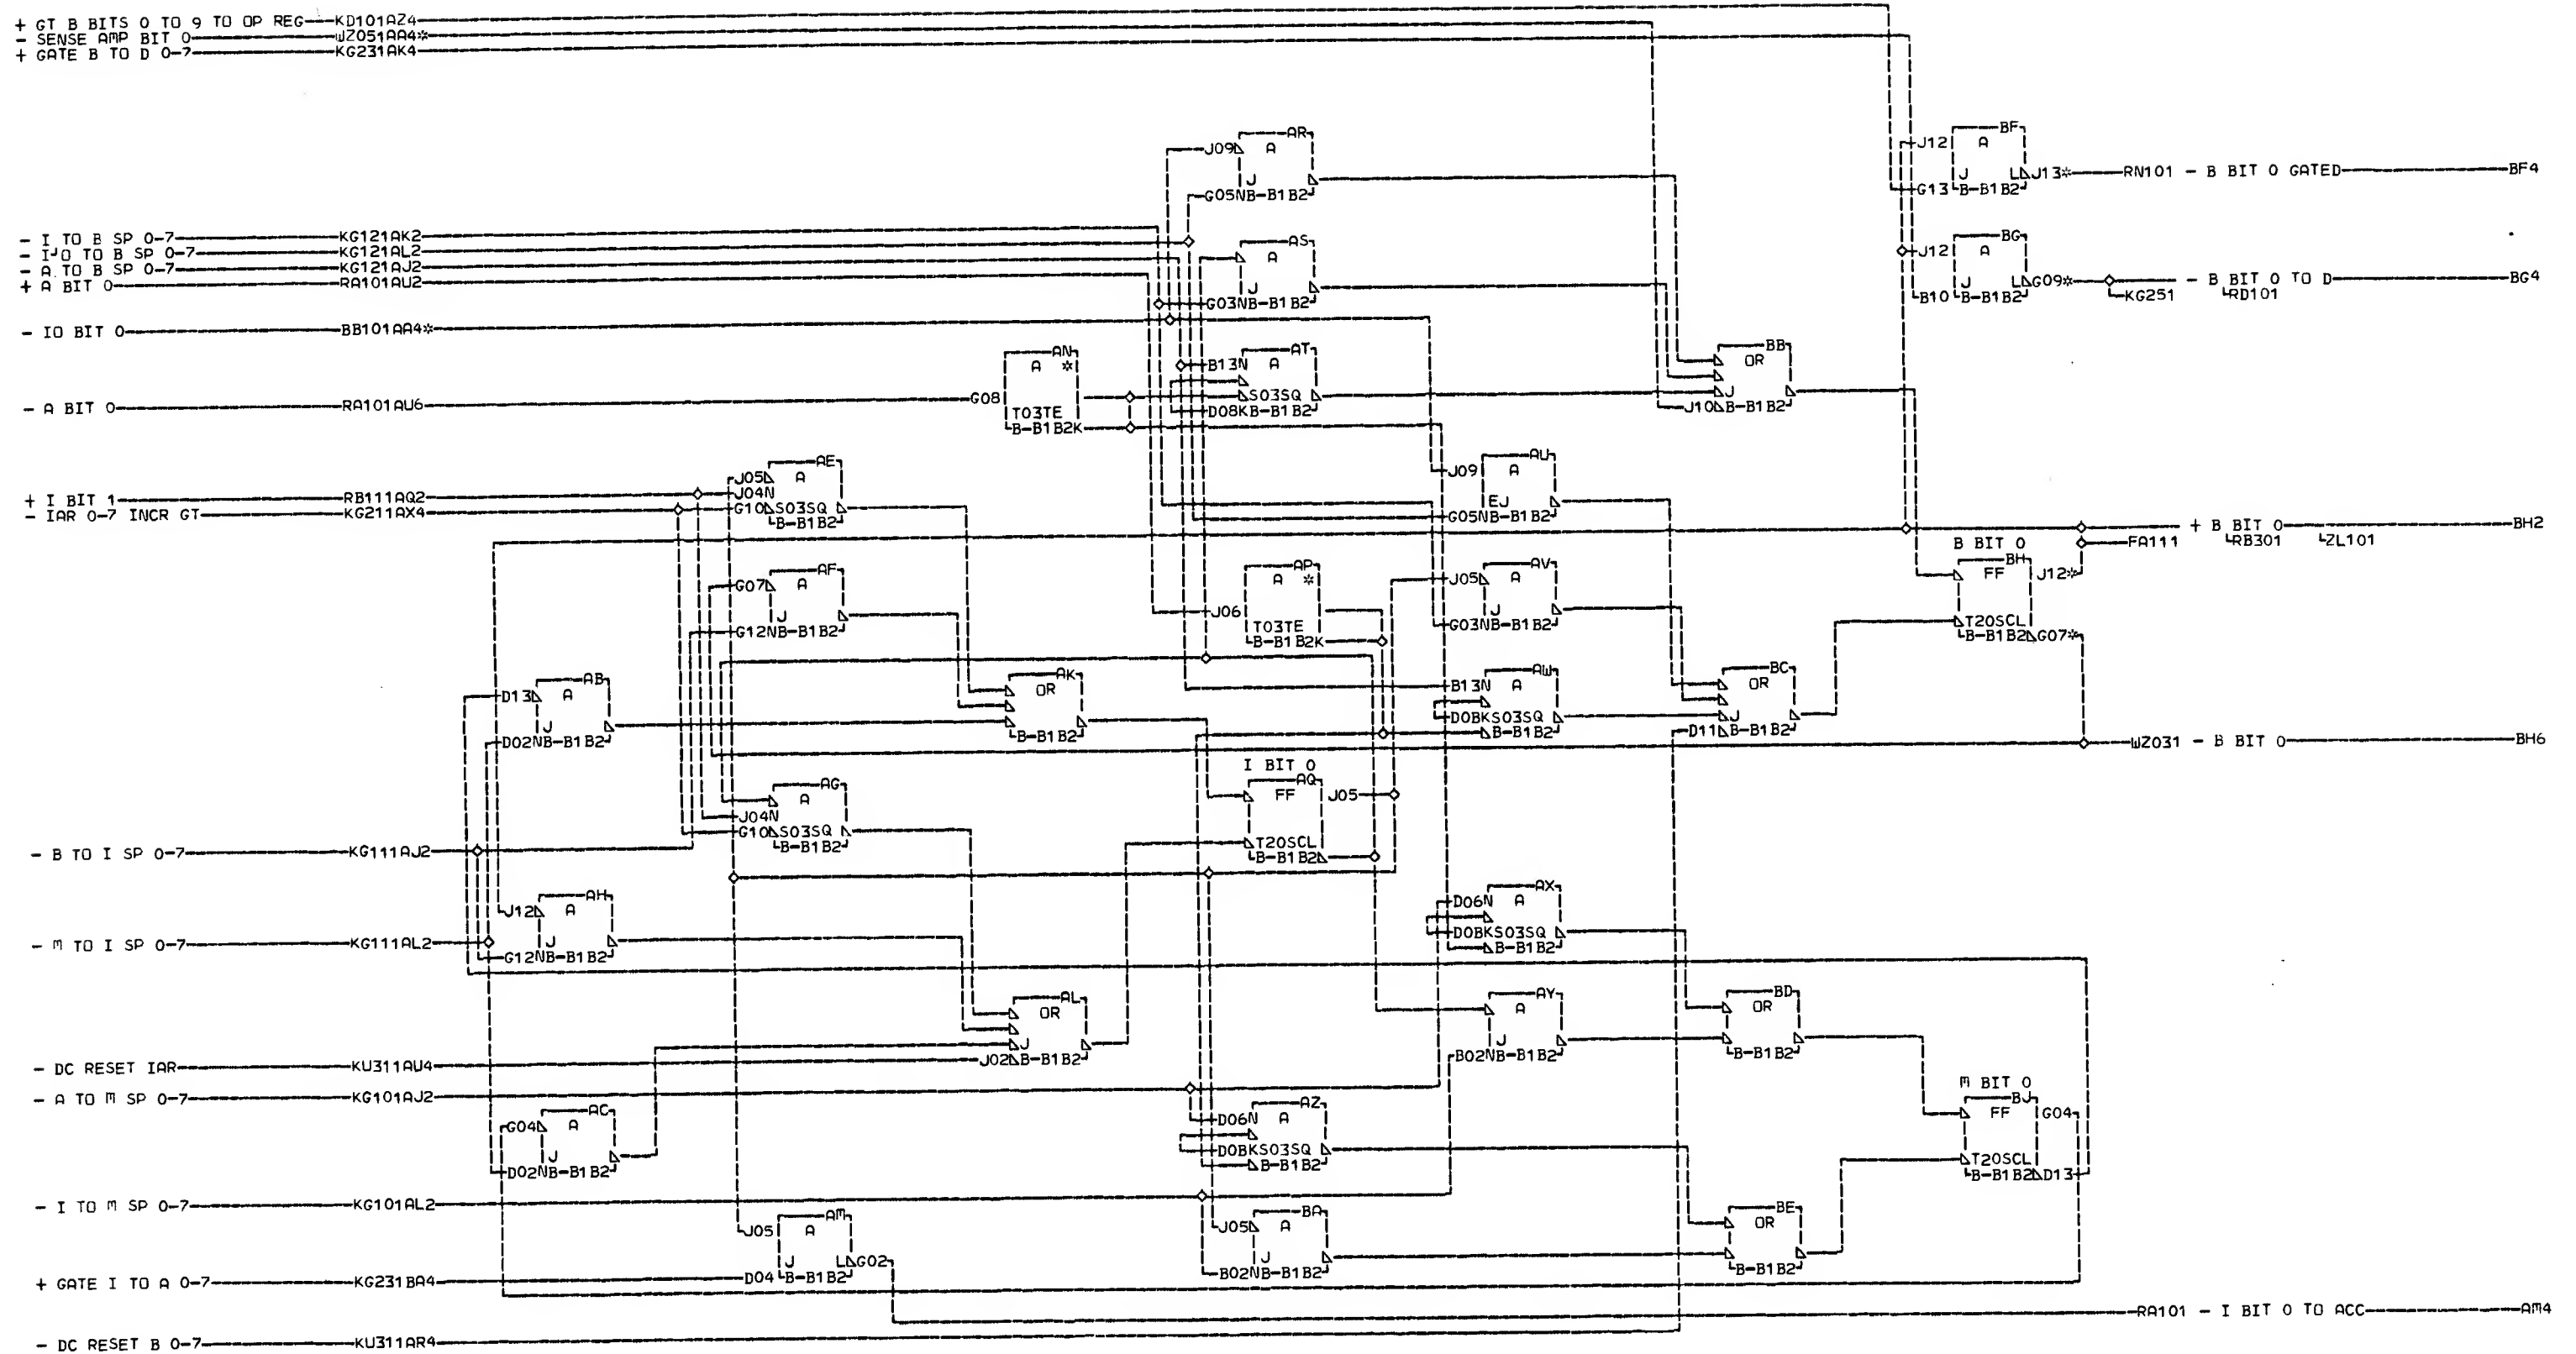 + GT B BITS 0 TO 9 TO OP REG KD101AZ4
- SENSE AMP BIT 0 WZ051AA4*
+ GATE B TO D 0-7 KG231AK4
AR
J09 A
J
G05NB-B1B2
BF
J12 A
J L J13* RN101 - B BIT 0 GATED BF4
G13 B-B1B2
- I TO B SP 0-7 KG121AK2
- I'O TO B SP 0-7 KG121AL2
- A TO B SP 0-7 KG121AJ2
+ A BIT 0 RA101AU2
AS
A
J
G03NB-B1B2
BG
J12 A
J L G09* - B BIT 0 TO D BG4
B10 B-B1B2 KG251 RD101
- IO BIT 0 BB101AA4*
AN
A *
T03TE
B-B1B2K
AT
B13N A
S03SQ
D08KB-B1B2
BB
OR
J
J10 B-B1B2
- A BIT 0 RA101AU6 G08
AE
J05 A
J04N
G10 S03SQ
B-B1B2
+ I BIT 1 RB111AQ2
- IAR 0-7 INCR GT KG211AX4
AU
J09 A
EJ
G05NB-B1B2
+ B BIT 0 BH2
FA111 RB301 ZL101
B BIT 0
BH
FF J12*
T20SCL
B-B1B2 G07*
AF
G07 A
J
G12NB-B1B2
AP
A *
J06
T03TE
B-B1B2K
AV
J05 A
J
G03NB-B1B2
AB
D13 A
J
D02NB-B1B2
AK
OR
B-B1B2
AW
B13N A
D0BKS03SQ
B-B1B2
BC
OR
J
D11 B-B1B2
WZ031 - B BIT 0 BH6
AG
A
J04N
G10 S03SQ
B-B1B2
I BIT 0
AQ
FF J05
T20SCL
B-B1B2
- B TO I SP 0-7 KG111AJ2
AH
J12 A
J
G12NB-B1B2
AX
D06N A
D0BKS03SQ
B-B1B2
- M TO I SP 0-7 KG111AL2
AL
OR
J
J02 B-B1B2
AY
A
J
B02NB-B1B2
BD
OR
B-B1B2
- DC RESET IAR KU311AU4
- A TO M SP 0-7 KG101AJ2
AC
G04 A
J
D02NB-B1B2
AZ
D06N A
D0BKS03SQ
B-B1B2
M BIT 0
BJ
FF G04
T20SCL
B-B1B2 D13
- I TO M SP 0-7 KG101AL2
AM
J05 A
J L G02
D04 B-B1B2
BA
J05 A
J
B02NB-B1B2
BE
OR
B-B1B2
+ GATE I TO A 0-7 KG231BA4
RA101 - I BIT 0 TO ACC AM4
- DC RESET B 0-7 KU311AR4